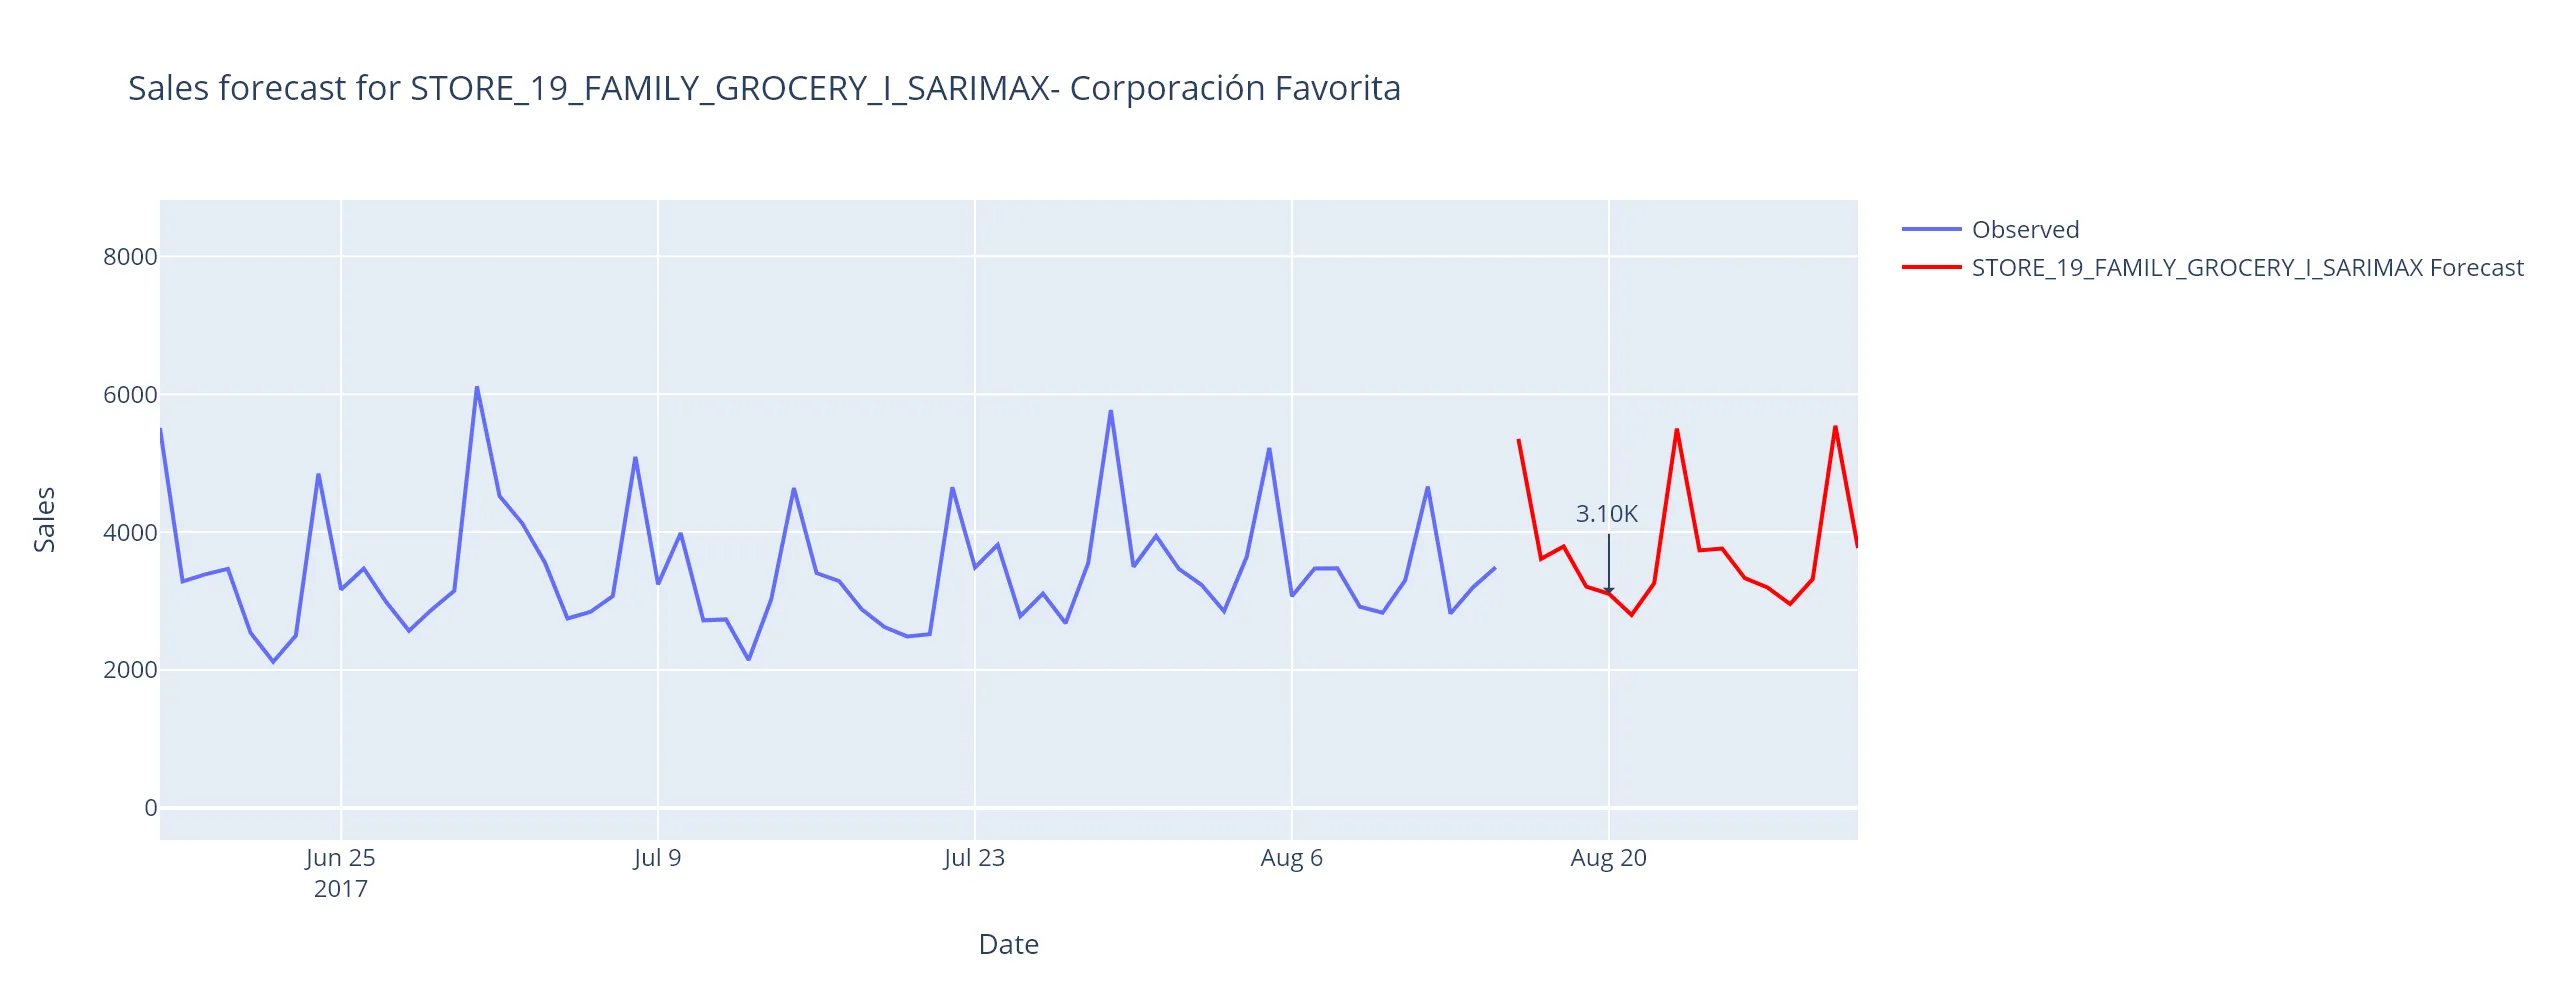 Sales forecast for STORE_19_FAMILY_GROCERY_I_SARIMAX- Corporación Favorita
Observed
STORE_19_FAMILY_GROCERY_I_SARIMAX Forecast
8000
6000
4000
2000
0
Sales
3.10K
Jun 25
2017
Jul 9
Jul 23
Aug 6
Aug 20
Date